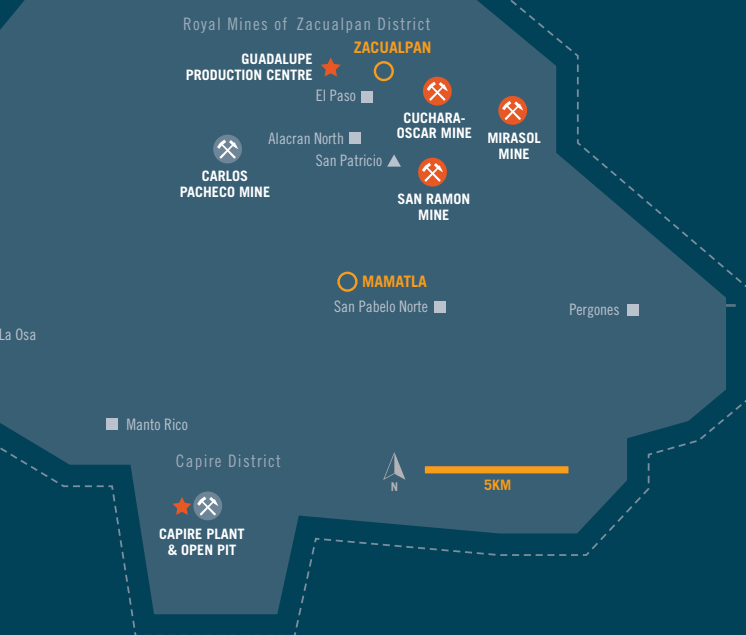 Royal Mines of Zacualpan District
ZACUALPAN
GUADALUPE
PRODUCTION CENTRE
El Paso
CUCHARA-
OSCAR MINE
MIRASOL
MINE
Alacran North
San Patricio
CARLOS
PACHECO MINE
SAN RAMON
MINE
MAMATLA
San Pabelo Norte
Pergones
La Osa
Manto Rico
Capire District
N
5KM
CAPIRE PLANT
& OPEN PIT